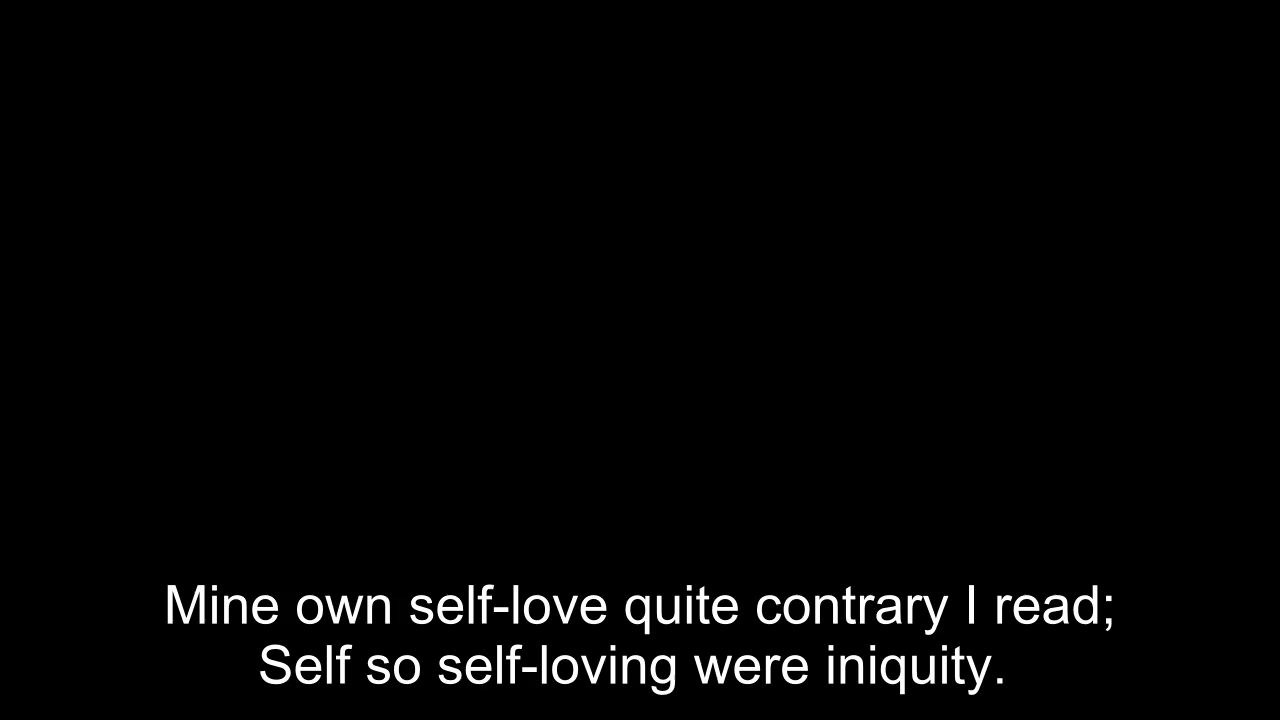 Mine own self-love quite contrary I read;
Self so self-loving were iniquity.